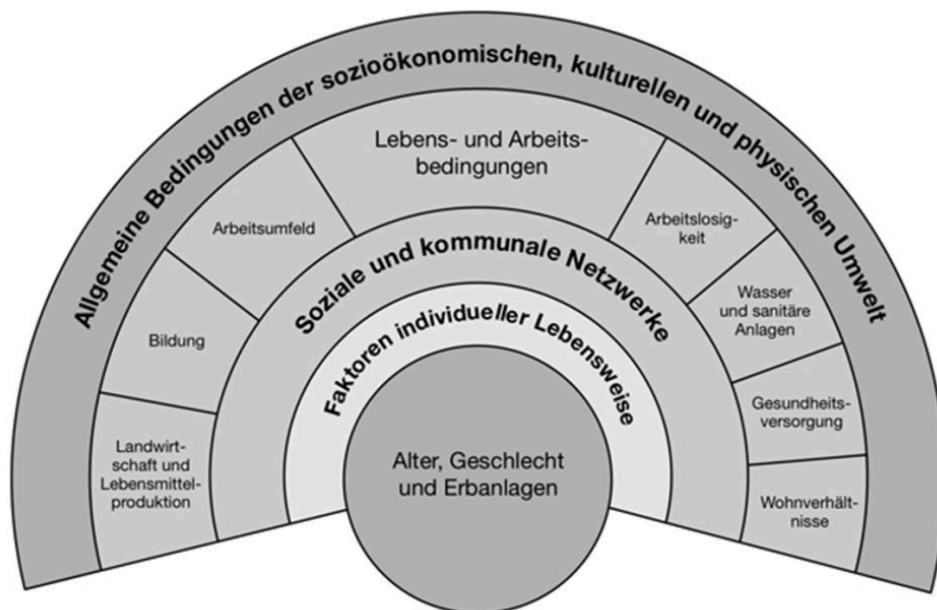 Allgemeine Bedingungen der sozioökonomischen, kulturellen und physischen Umwelt
Lebens- und Arbeits-
bedingungen
Landwirt-
schaft und
Lebensmittel-
produktion
Bildung
Arbeitsumfeld
Arbeitslosig-
keit
Wasser
und sanitäre
Anlagen
Gesundheits-
versorgung
Wohnverhält-
nisse
Soziale und kommunale Netzwerke
Faktoren individueller Lebensweise
Alter, Geschlecht
und Erbanlagen